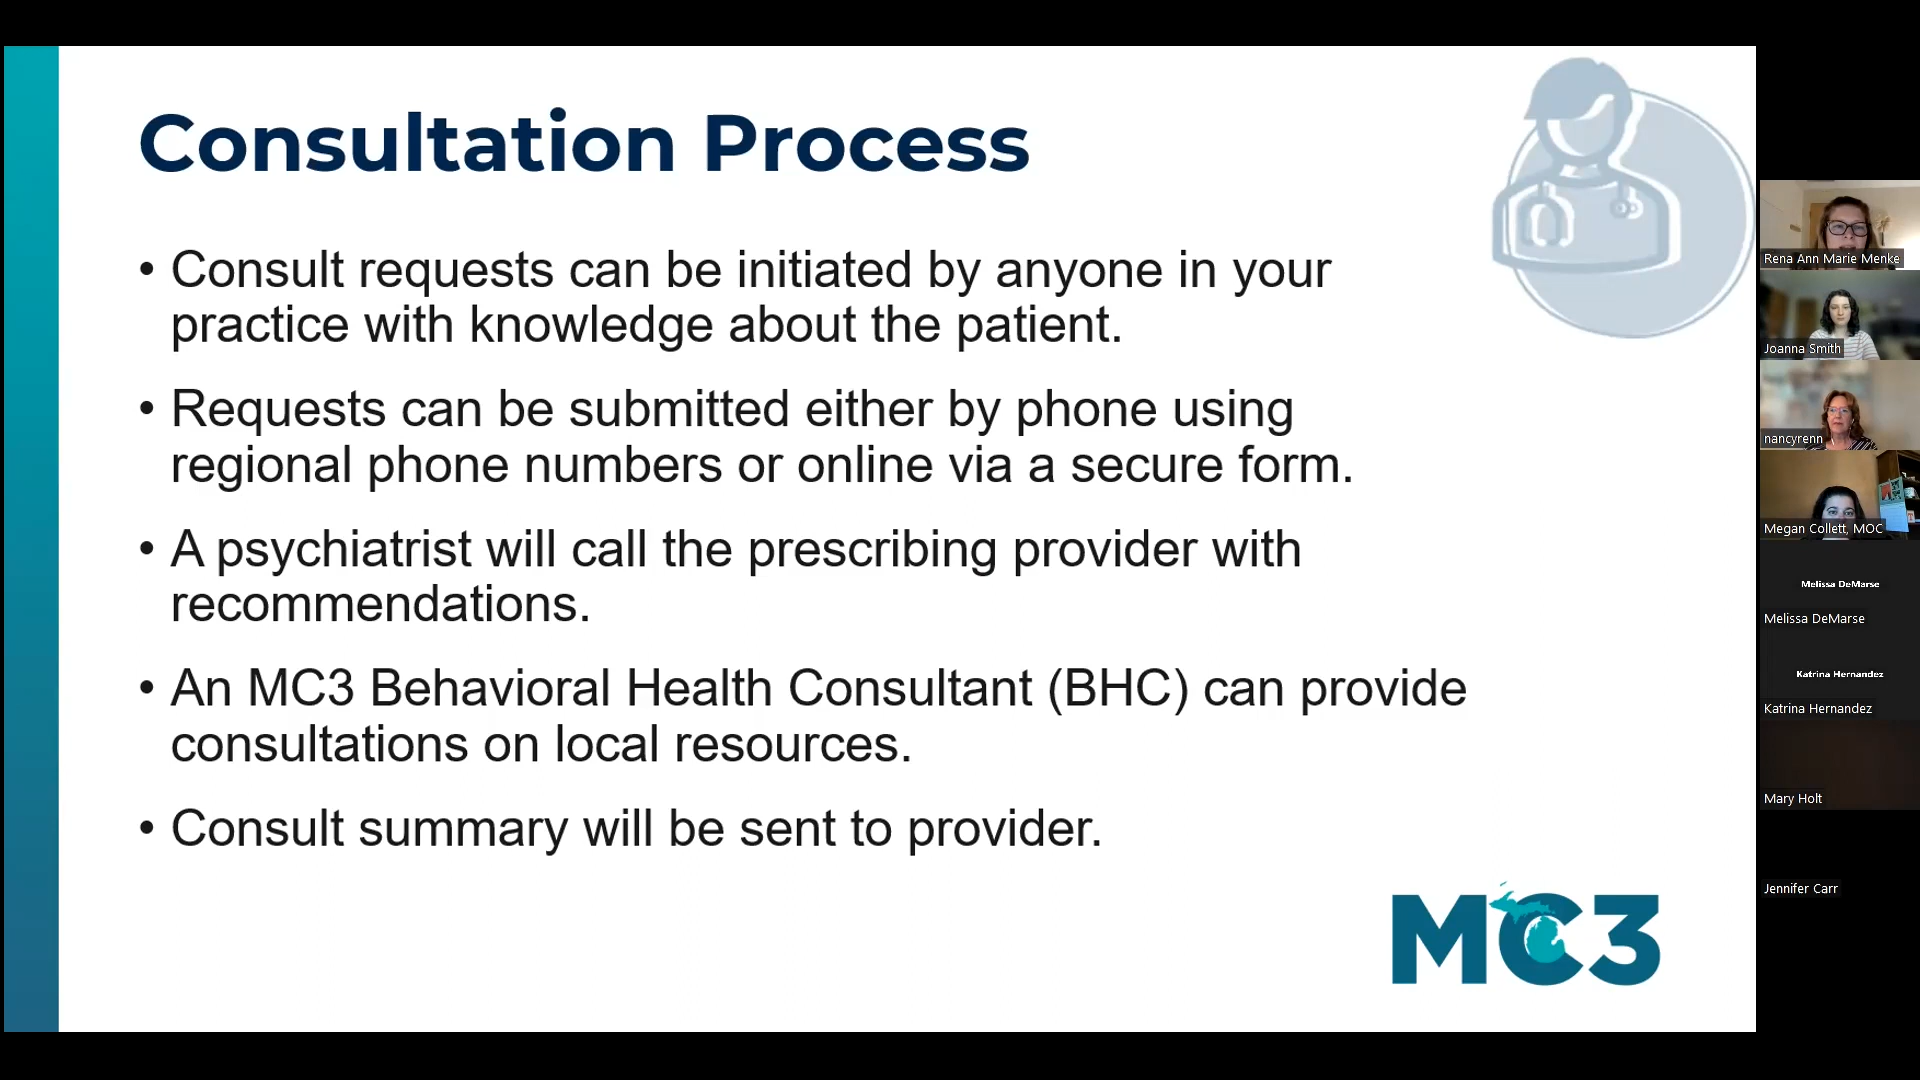 Consultation Process
• Consult requests can be initiated by anyone in your
practice with knowledge about the patient.
• Requests can be submitted either by phone using
regional phone numbers or online via a secure form.
• A psychiatrist will call the prescribing provider with
recommendations.
• An MC3 Behavioral Health Consultant (BHC) can provide
consultations on local resources.
• Consult summary will be sent to provider.
MC3
Rena Ann Marie Menke
Joanna Smith
nancyrenn
Megan Collett, MOC
Melissa DeMarse
Melissa DeMarse
Katrina Hernandez
Katrina Hernandez
Mary Holt
Jennifer Carr